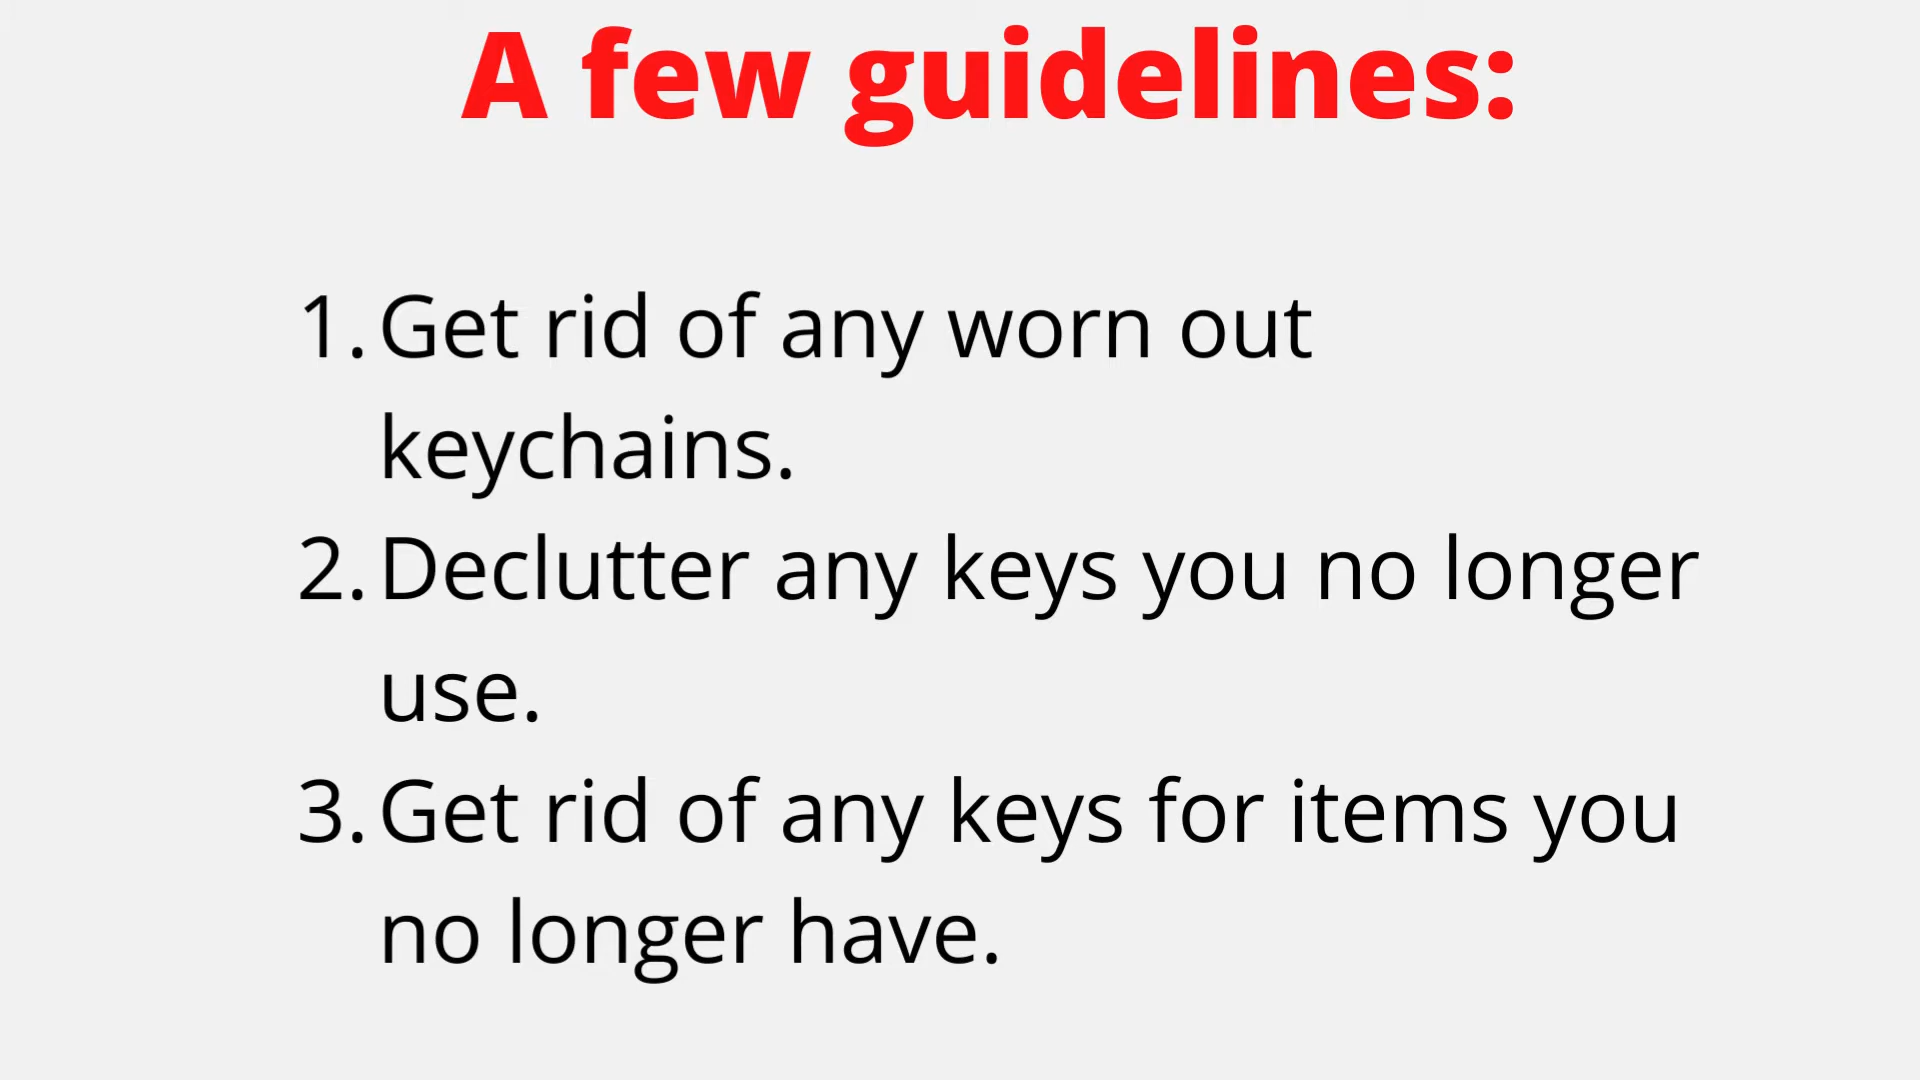 A few guidelines:
1. Get rid of any worn out
keychains.
2. Declutter any keys you no longer
use.
3. Get rid of any keys for items you
no longer have.